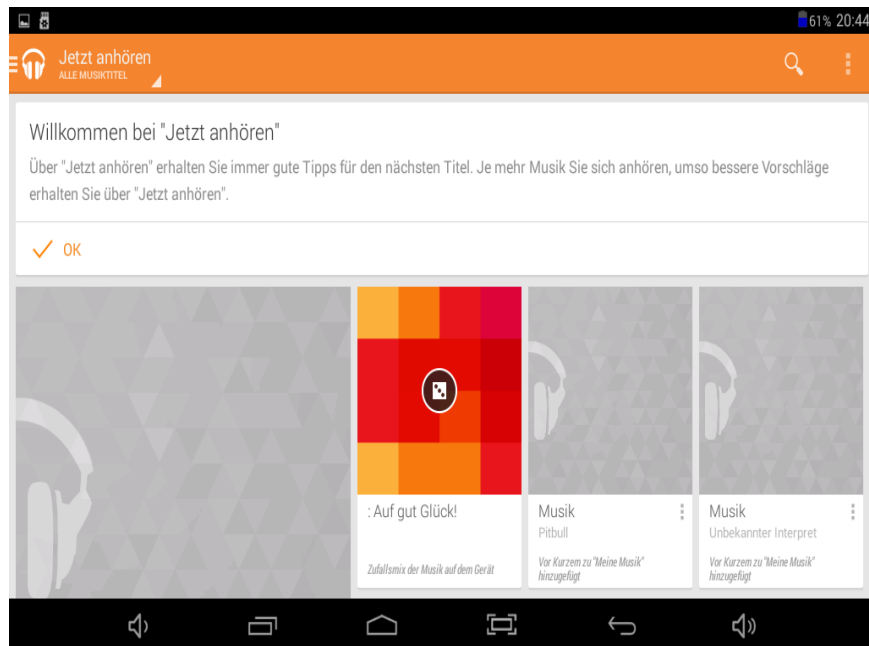 61% 20:44
Jetzt anhören
ALLE MUSIKTITEL
Willkommen bei "Jetzt anhören"
Über "Jetzt anhören" erhalten Sie immer gute Tipps für den nächsten Titel. Je mehr Musik Sie sich anhören, umso bessere Vorschläge
erhalten Sie über "Jetzt anhören".
OK
: Auf gut Glück!
Zufallsmix der Musik auf dem Gerät
Musik
Pitbull
Vor Kurzem zu "Meine Musik"
hinzugefügt
Musik
Unbekannter Interpret
Vor Kurzem zu "Meine Musik"
hinzugefügt